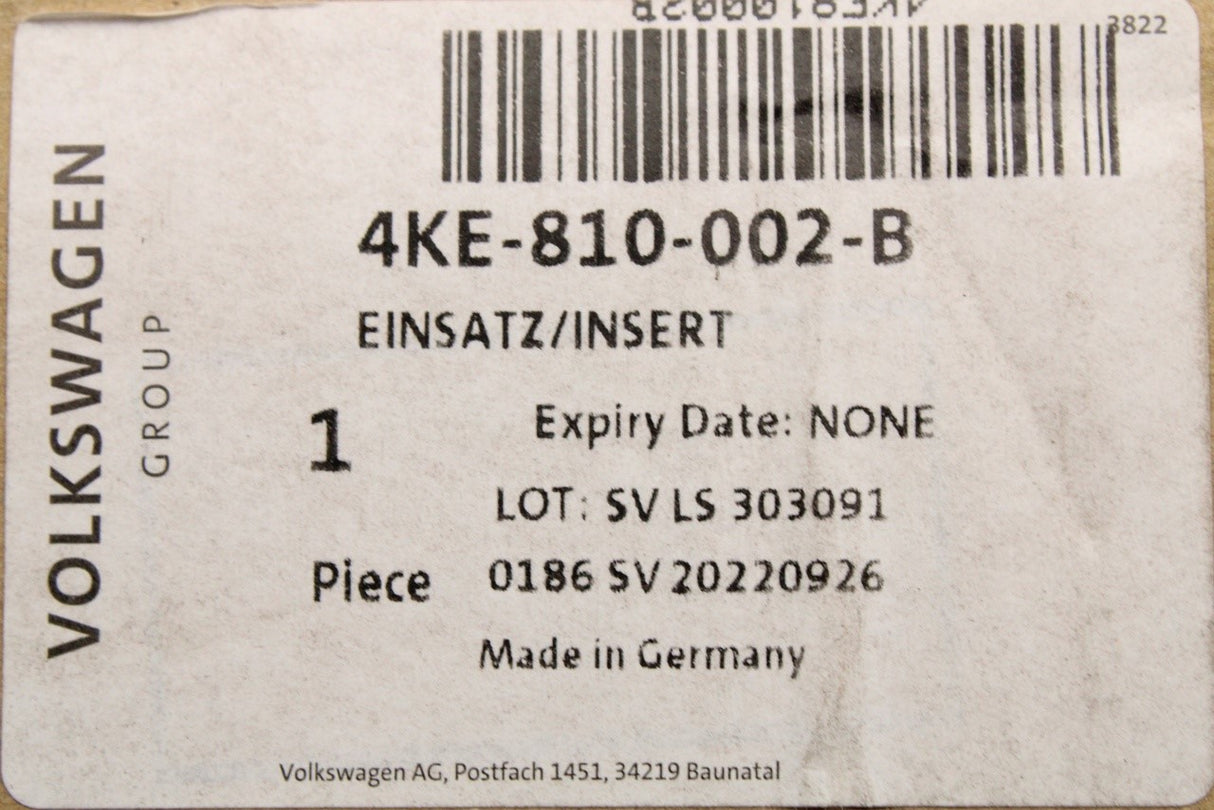 4KE810002B
3822
4KE-810-002-B
EINSATZ/INSERT
1
Expiry Date: NONE
LOT: SV LS 303091
Piece 0186 SV 20220926
Made in Germany
Volkswagen AG, Postfach 1451, 34219 Baunatal
VOLKSWAGEN
GROUP